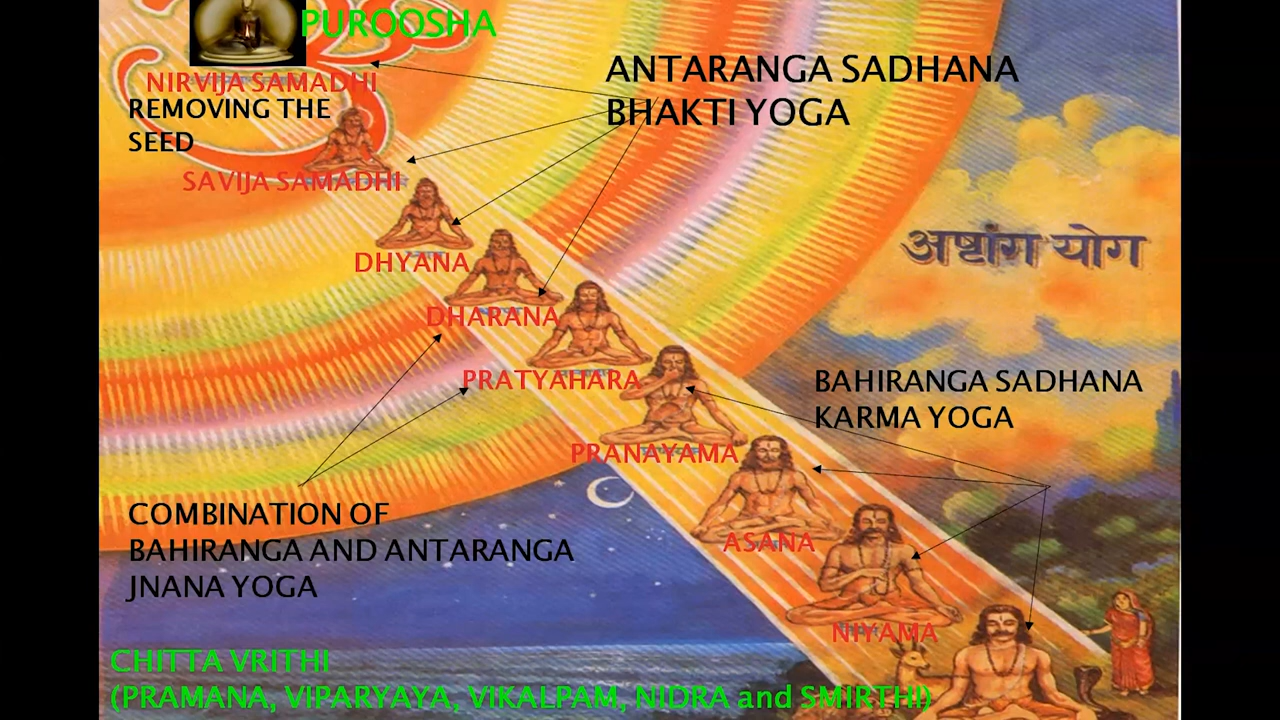 PUROOSHA
NIRVIJA SAMADHI
REMOVING THE
SEED
ANTARANGA SADHANA
BHAKTI YOGA
SAVIJA SAMADHI
DHYANA
DHARANA
अष्टांग योग
PRATYAHARA
BAHIRANGA SADHANA
KARMA YOGA
PRANAYAMA
COMBINATION OF
BAHIRANGA AND ANTARANGA
JNANA YOGA
ASANA
NIYAMA
CHITTA VRITHI
(PRAMANA, VIPARYAYA, VIKALPAM, NIDRA and SMIRTHI)